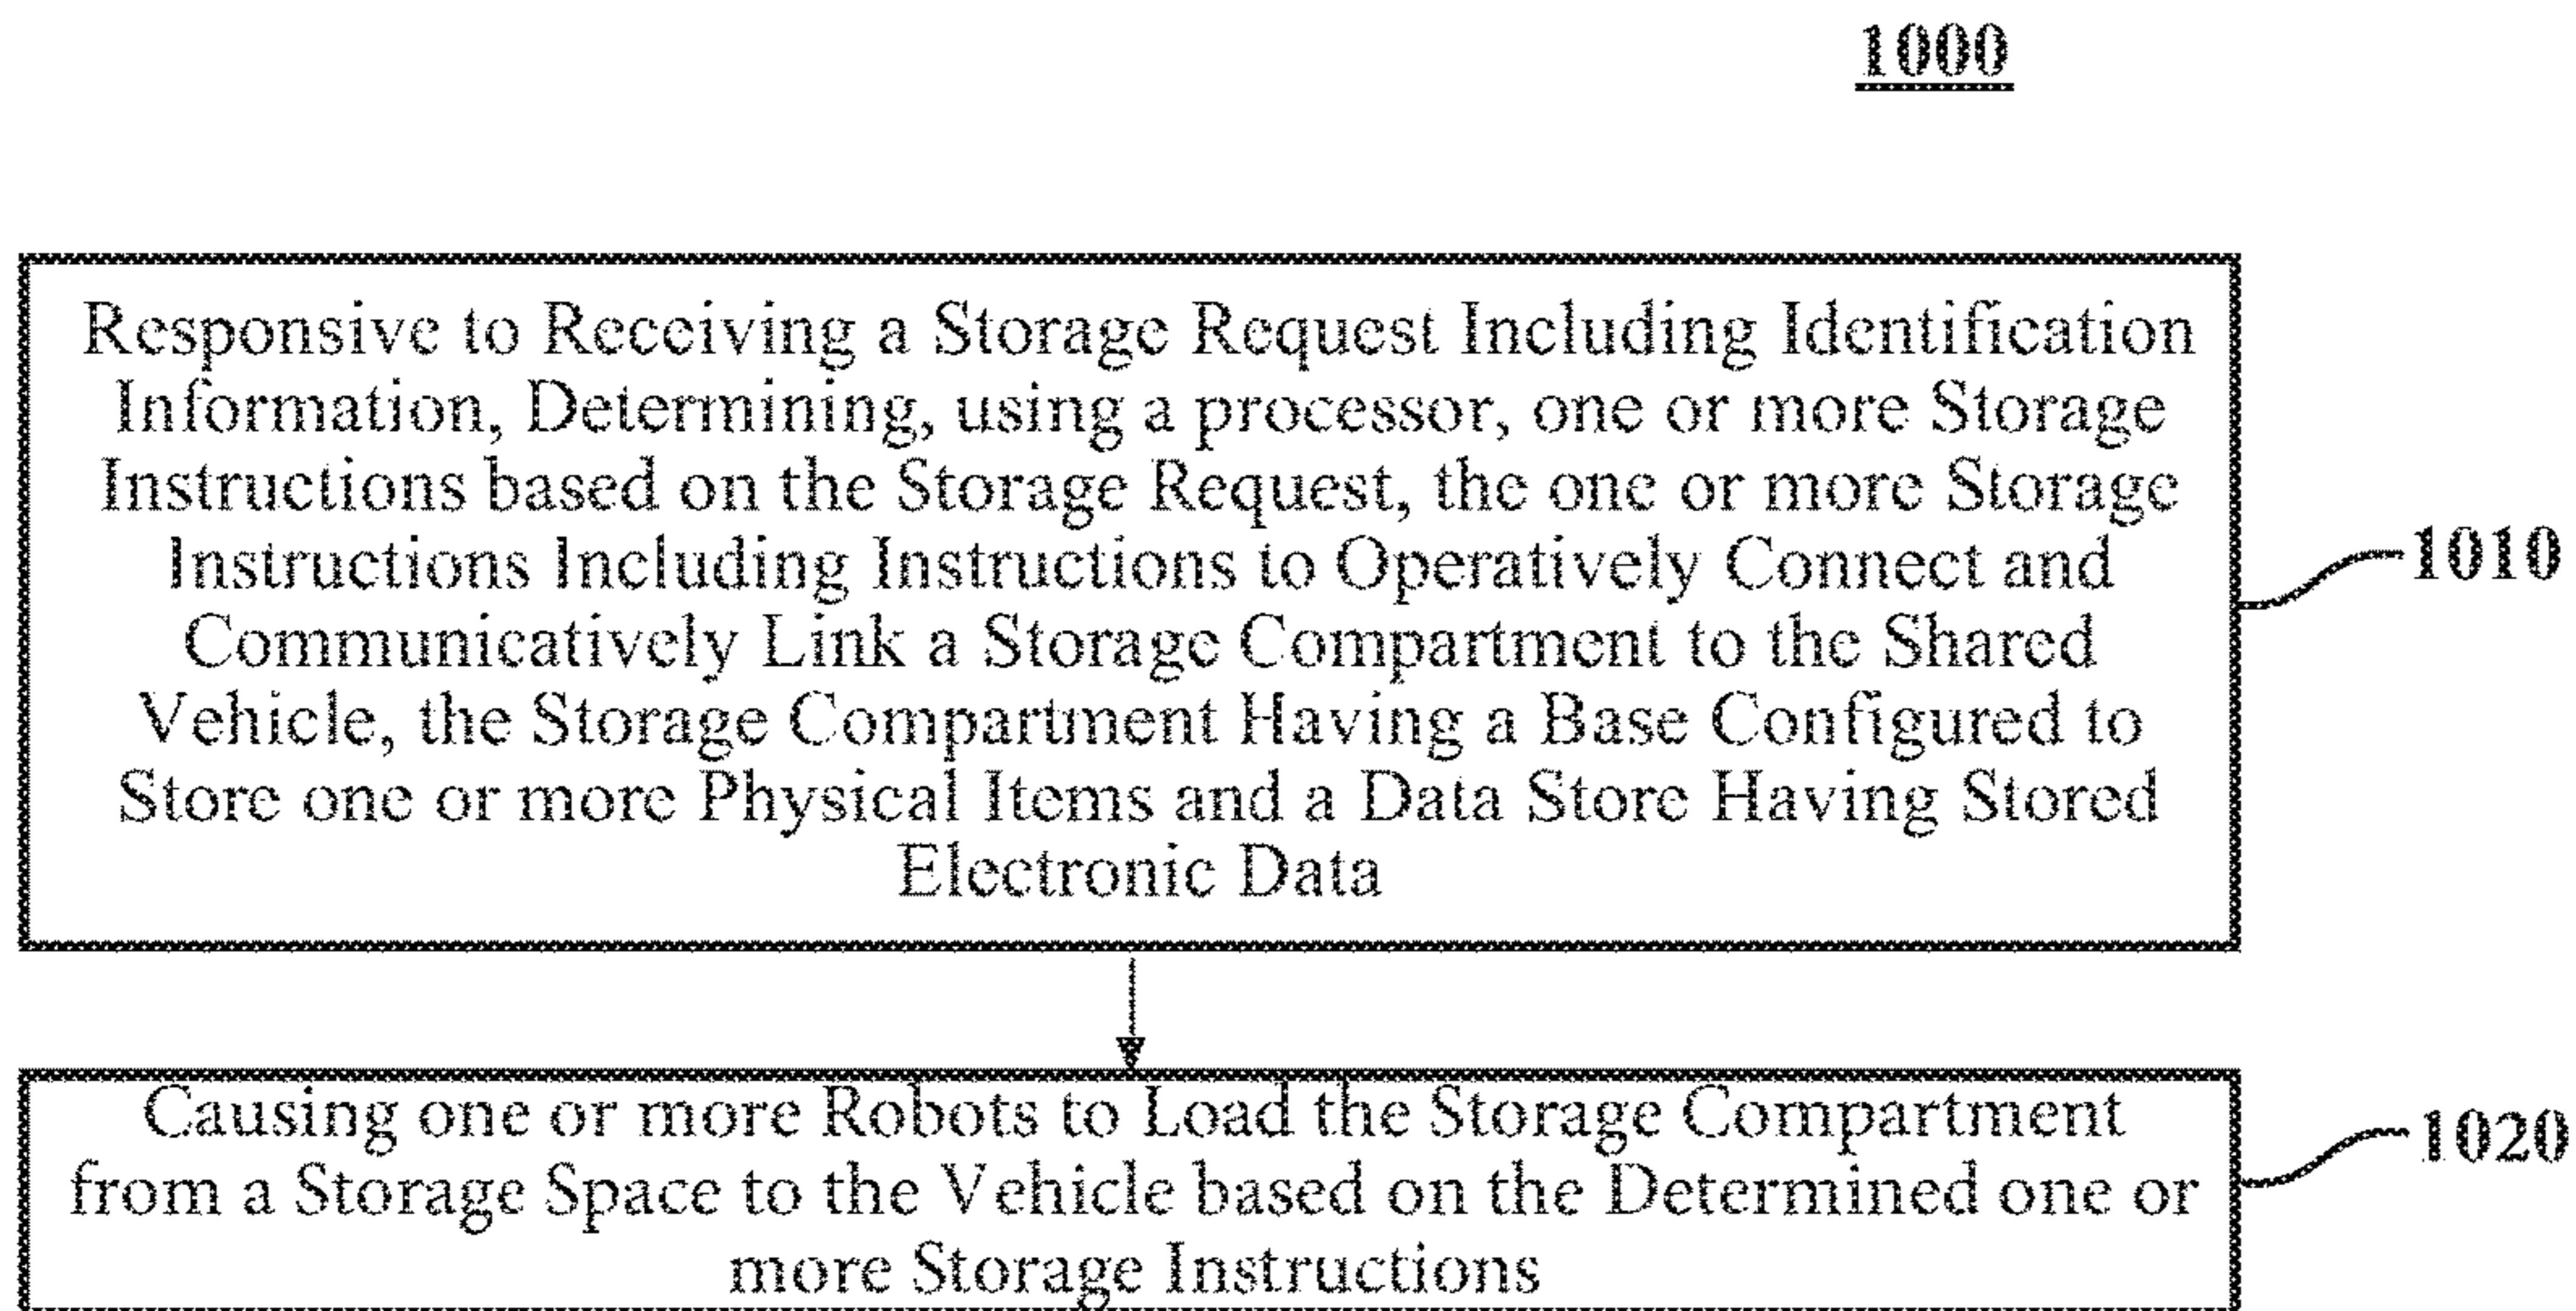 1000
Responsive to Receiving a Storage Request Including Identification
Information, Determining, using a processor, one or more Storage
Instructions based on the Storage Request, the one or more Storage
Instructions Including Instructions to Operatively Connect and
Communicatively Link a Storage Compartment to the Shared
Vehicle, the Storage Compartment Having a Base Configured to
Store one or more Physical Items and a Data Store Having Stored
Electronic Data
1010
Causing one or more Robots to Load the Storage Compartment
from a Storage Space to the Vehicle based on the Determined one or
more Storage Instructions
1020